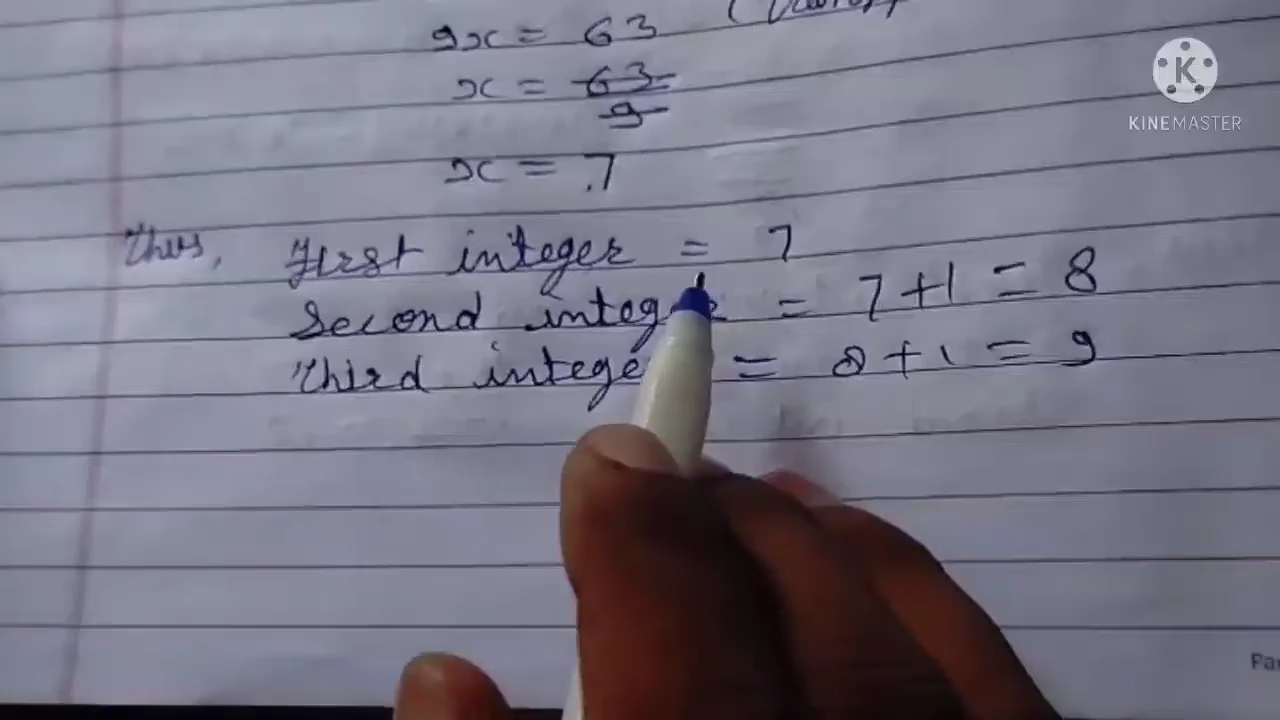 9x = 63
x = 63
9
x = 7
Thus, First integer = 7
Second integer = 7+1 = 8
Third integer = 8+1 = 9
KINEMASTER